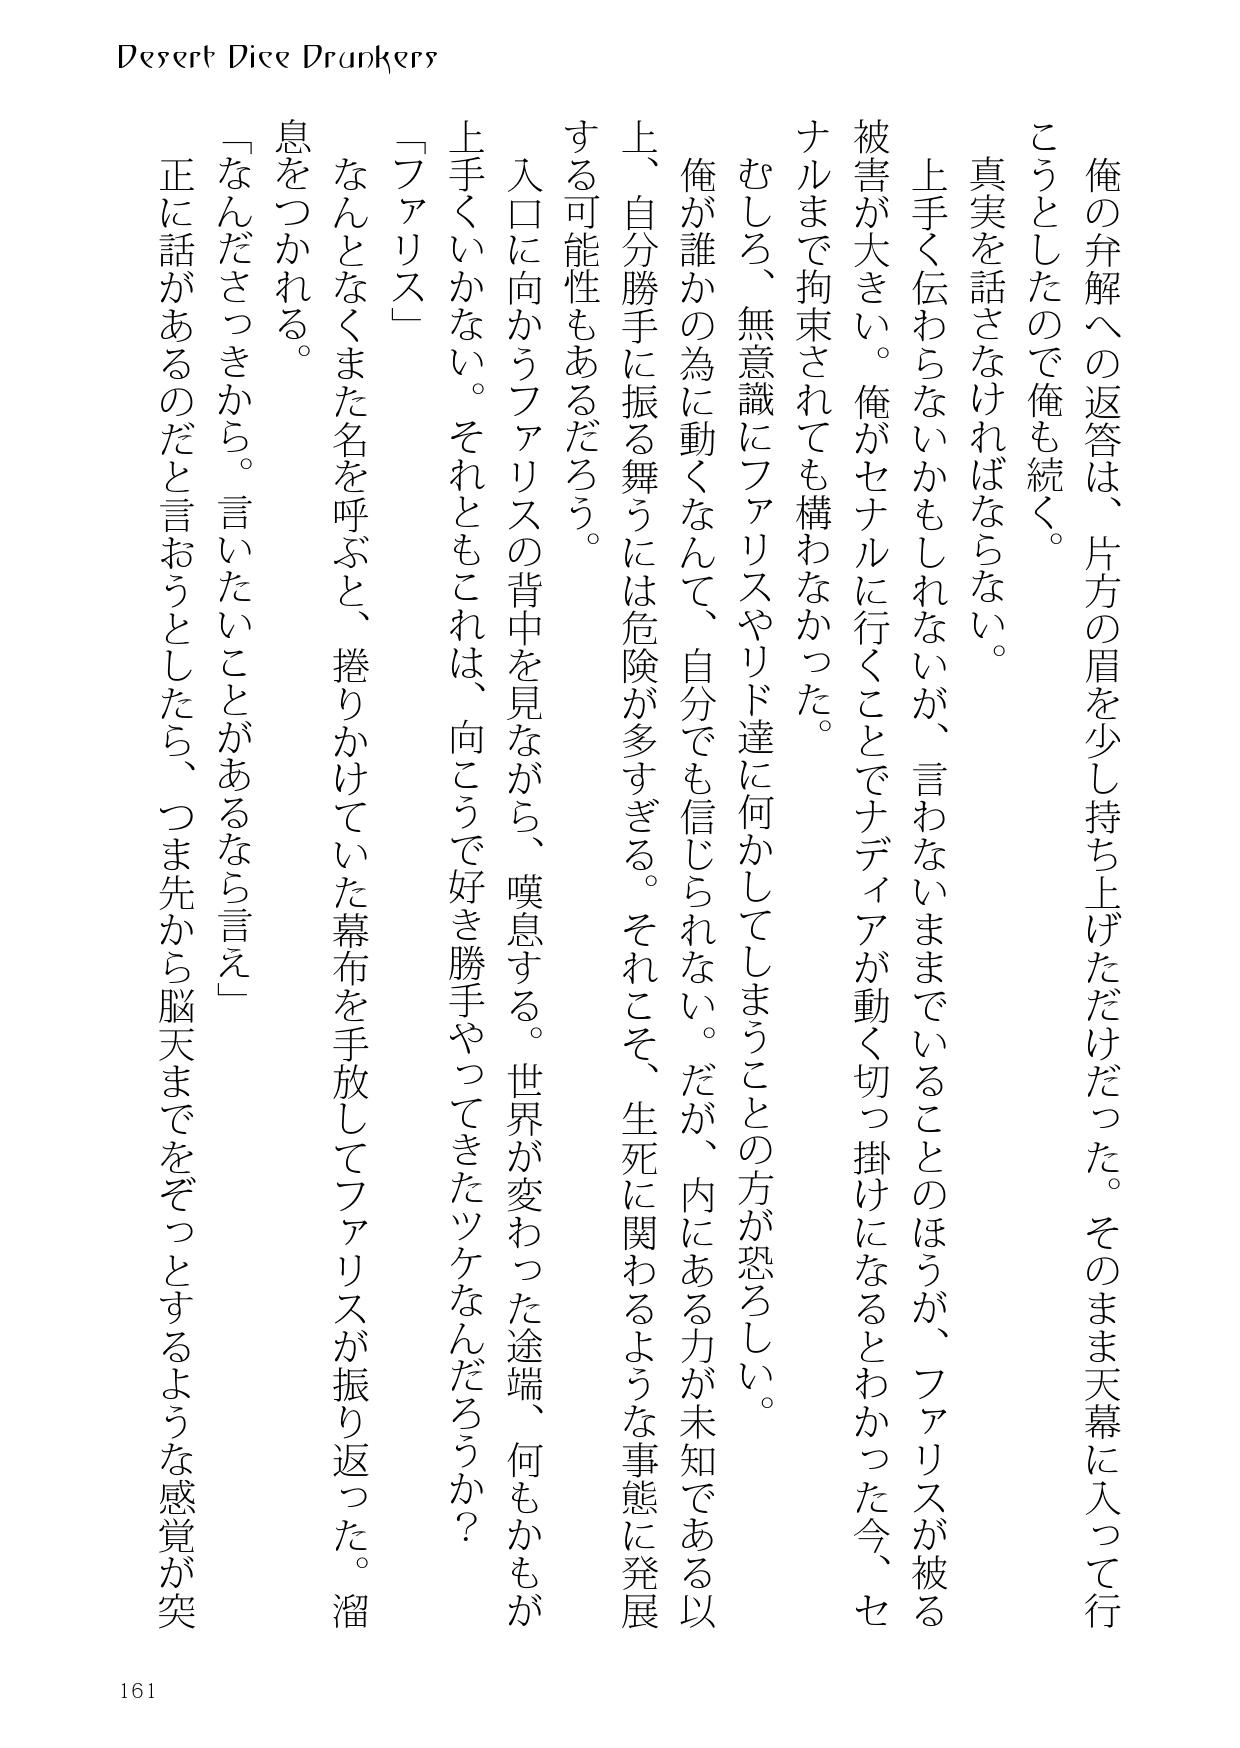 Desert Dice Drunkers
　俺の弁解への返答は、片方の眉を少し持ち上げただけだった。そのまま天幕に入って行
こうとしたので俺も続く。
　真実を話さなければならない。
　上手く伝わらないかもしれないが、言わないままでいることのほうが、ファリスが被る
被害が大きい。俺がセナルに行くことでナディアが動く切っ掛けになるとわかった今、セ
ナルまで拘束されても構わなかった。
　むしろ、無意識にファリスやリド達に何かしてしまうことの方が恐ろしい。
　俺が誰かの為に動くなんて、自分でも信じられない。だが、内にある力が未知である以
上、自分勝手に振る舞うには危険が多すぎる。それこそ、生死に関わるような事態に発展
する可能性もあるだろう。
　入口に向かうファリスの背中を見ながら、嘆息する。世界が変わった途端、何もかもが
上手くいかない。それともこれは、向こうで好き勝手やってきたツケなんだろうか？
「ファリス」
　なんとなくまた名を呼ぶと、捲りかけていた幕布を手放してファリスが振り返った。溜
息をつかれる。
「なんださっきから。言いたいことがあるなら言え」
　正に話があるのだと言おうとしたら、つま先から脳天までをぞっとするような感覚が突
161